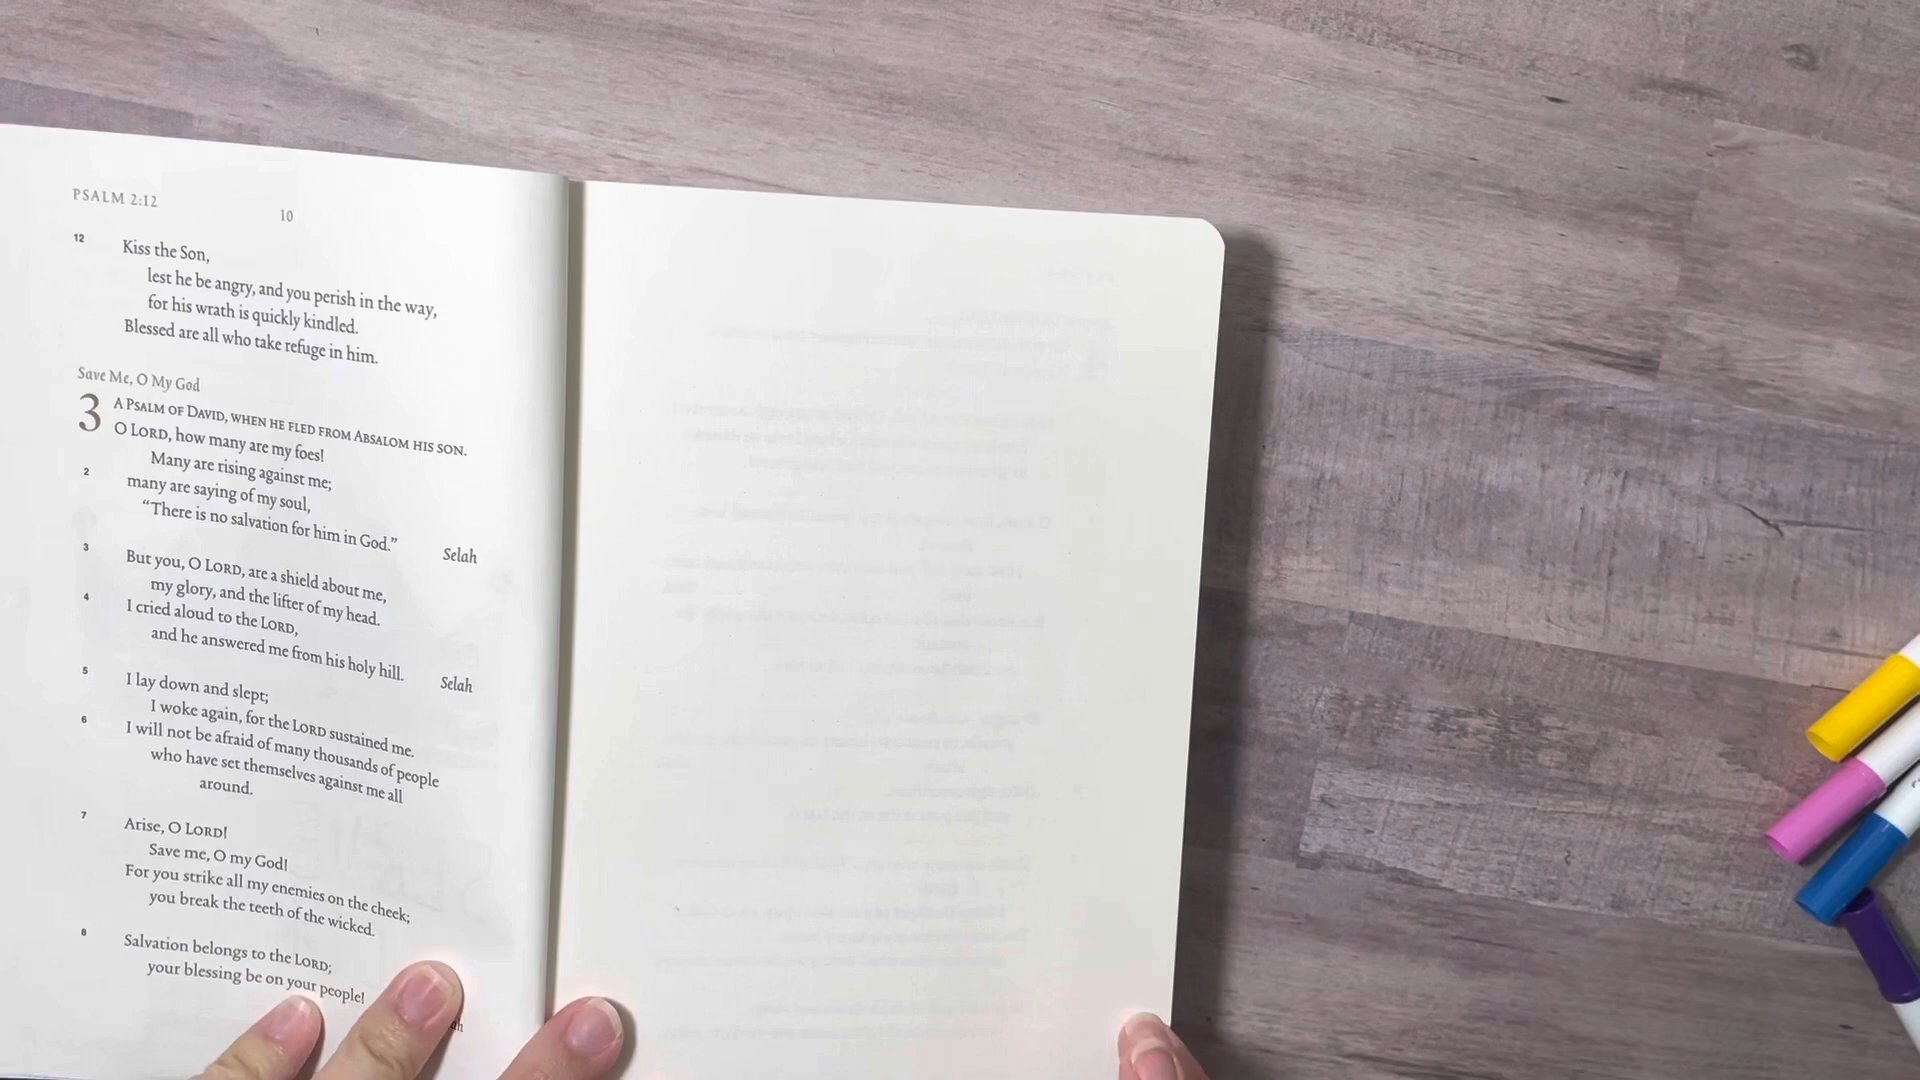 PSALM 2:12
10
12 Kiss the Son,
lest he be angry, and you perish in the way,
for his wrath is quickly kindled.
Blessed are all who take refuge in him.
Save Me, O My God
3 A PSALM OF DAVID, WHEN HE FLED FROM ABSALOM HIS SON.
O LORD, how many are my foes!
Many are rising against me;
2 many are saying of my soul,
“There is no salvation for him in God.” Selah
3 But you, O LORD, are a shield about me,
my glory, and the lifter of my head.
4 I cried aloud to the LORD,
and he answered me from his holy hill. Selah
5 I lay down and slept;
I woke again, for the LORD sustained me.
6 I will not be afraid of many thousands of people
who have set themselves against me all
around.
7 Arise, O LORD!
Save me, O my God!
For you strike all my enemies on the cheek;
you break the teeth of the wicked.
8 Salvation belongs to the LORD;
your blessing be on your people!